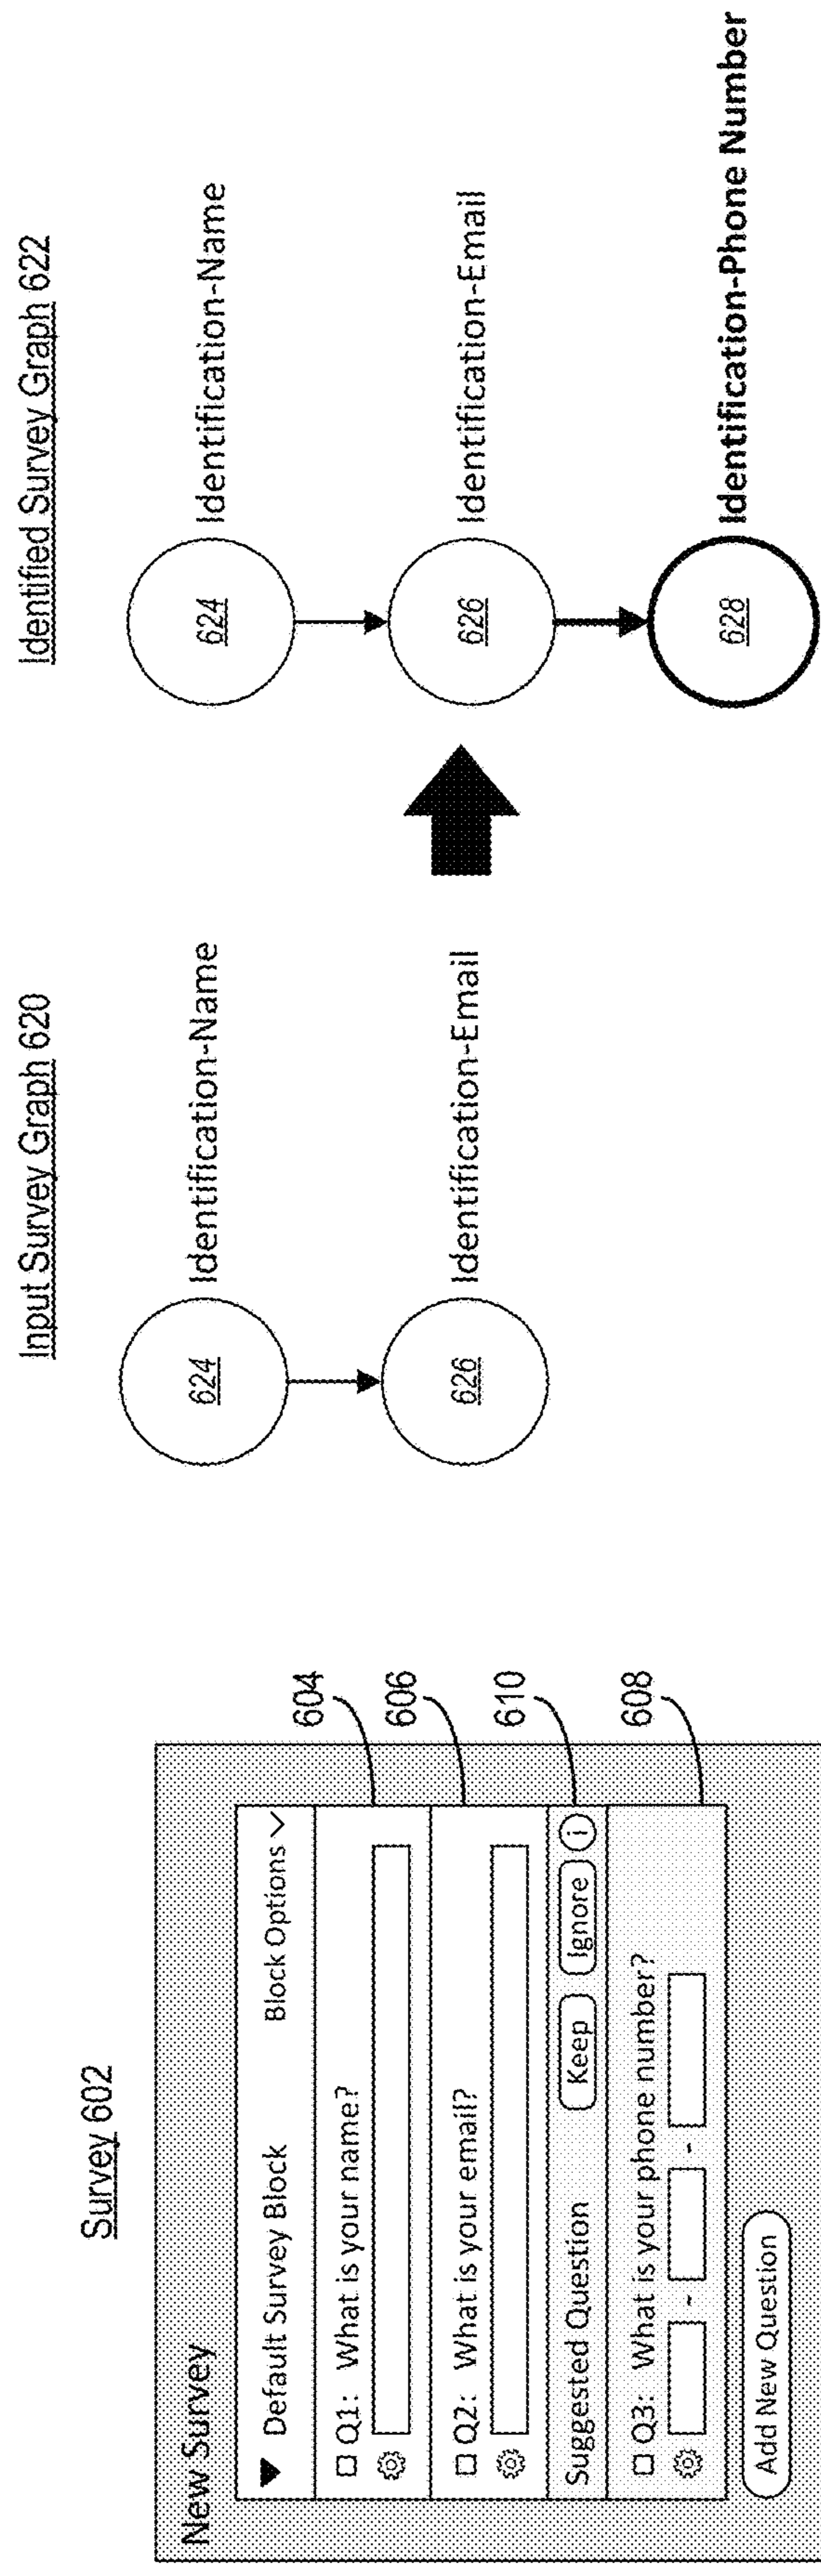 Survey 602
New Survey
Default Survey Block Block Options
Q1: What is your name?
604
Q2: What is your email?
606
Suggested Question Keep Ignore i
610
Q3: What is your phone number?
- -
608
Add New Question
Input Survey Graph 620
624 Identification-Name
626 Identification-Email
Identified Survey Graph 622
624 Identification-Name
626 Identification-Email
628 Identification-Phone Number